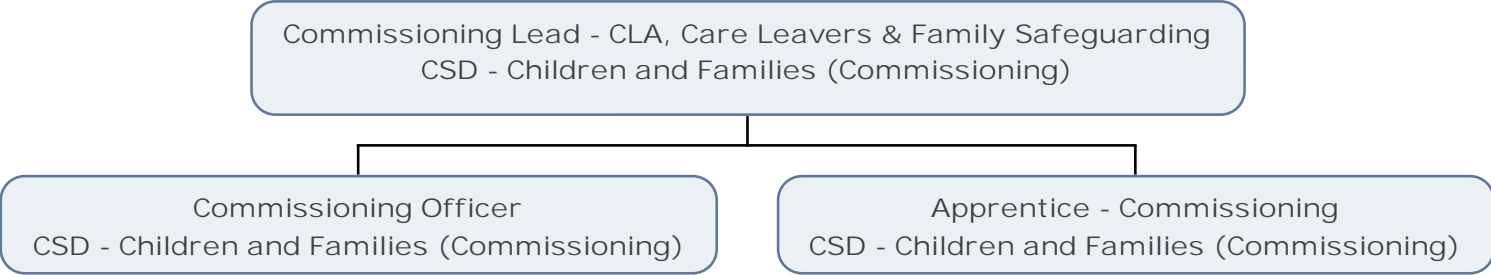 Commissioning Lead - CLA, Care Leavers & Family Safeguarding
CSD - Children and Families (Commissioning)
Commissioning Officer
CSD - Children and Families (Commissioning)
Apprentice - Commissioning
CSD - Children and Families (Commissioning)